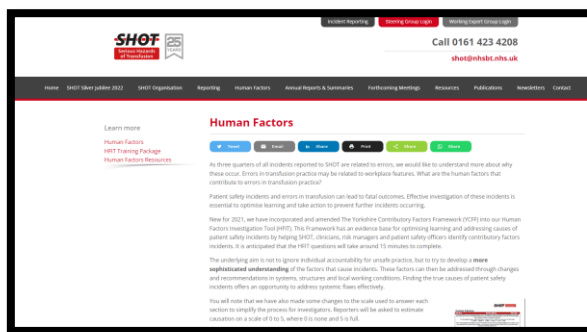 Incident Reporting
Steering Group Login
Working Expert Group Login
SHOT
Serious Hazards
of Transfusion
25
YEARS
Call 0161 423 4208
shot@nhsbt.nhs.uk
Home SHOT Silver Jubilee 2022 SHOT Organisation Reporting Human Factors Annual Reports & Summaries Forthcoming Meetings Resources Publications Newsletters Contact
Learn more
Human Factors
HFIT Training Package
Human Factors Resources
Human Factors
Tweet Email Share Print Share Share
As three quarters of all incidents reported to SHOT are related to errors, we would like to understand more about why
these occur. Errors in transfusion practice may be related to workplace features. What are the human factors that
contribute to errors in transfusion practice?
Patient safety incidents and errors in transfusion can lead to fatal outcomes. Effective investigation of these incidents is
essential to optimise learning and take action to prevent further incidents occurring.
New for 2021, we have incorporated and amended The Yorkshire Contributory Factors Framework (YCFF) into our Human
Factors Investigation Tool (HFIT). This Framework has an evidence base for optimising learning and addressing causes of
patient safety incidents by helping SHOT, clinicians, risk managers and patient safety officers identify contributory factors
incidents. It is anticipated that the HFIT questions will take around 15 minutes to complete.
The underlying aim is not to ignore individual accountability for unsafe practice, but to try to develop a more
sophisticated understanding of the factors that cause incidents. These factors can then be addressed through changes
and recommendations in systems, structures and local working conditions. Finding the true causes of patient safety
incidents offers an opportunity to address systemic flaws effectively.
You will note that we have also made some changes to the scale used to answer each
section to simplify the process for investigators. Reporters will be asked to estimate
causation on a scale of 0 to 5, where 0 is none and 5 is full.